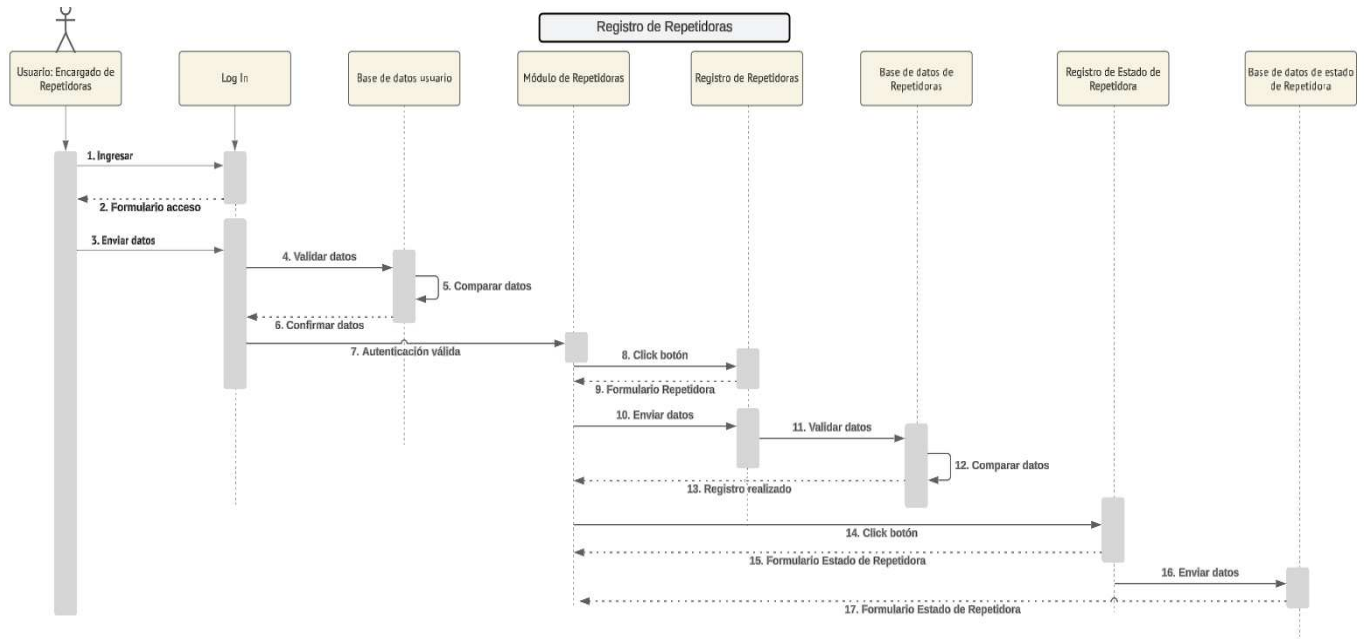 Registro de Repetidoras
Usuario: Encargado de
Repetidoras
Log In
Base de datos usuario
Módulo de Repetidoras
Registro de Repetidoras
Base de datos de
Repetidoras
Registro de Estado de
Repetidora
Base de datos de estado
de Repetidora
1. Ingresar
2. Formulario acceso
3. Enviar datos
4. Validar datos
5. Comparar datos
6. Confirmar datos
7. Autenticación válida
8. Click botón
9. Formulario Repetidora
10. Enviar datos
11. Validar datos
12. Comparar datos
13. Registro realizado
14. Click botón
15. Formulario Estado de Repetidora
16. Enviar datos
17. Formulario Estado de Repetidora